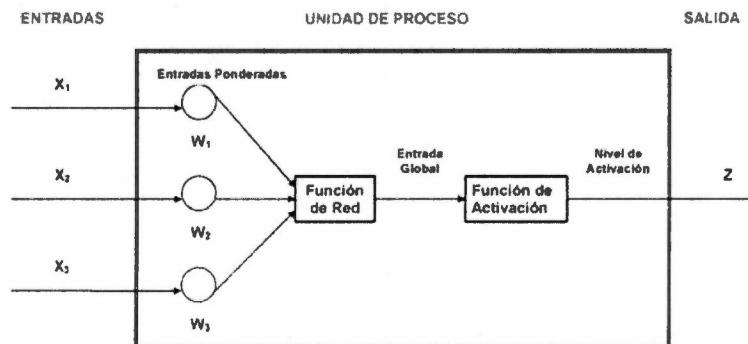 ENTRADAS
UNIDAD DE PROCESO
SALIDA
Entradas Ponderadas
X1
W1
X2
W2
X3
W3
Función
de Red
Entrada
Global
Función de
Activación
Nivel de
Activación
Z